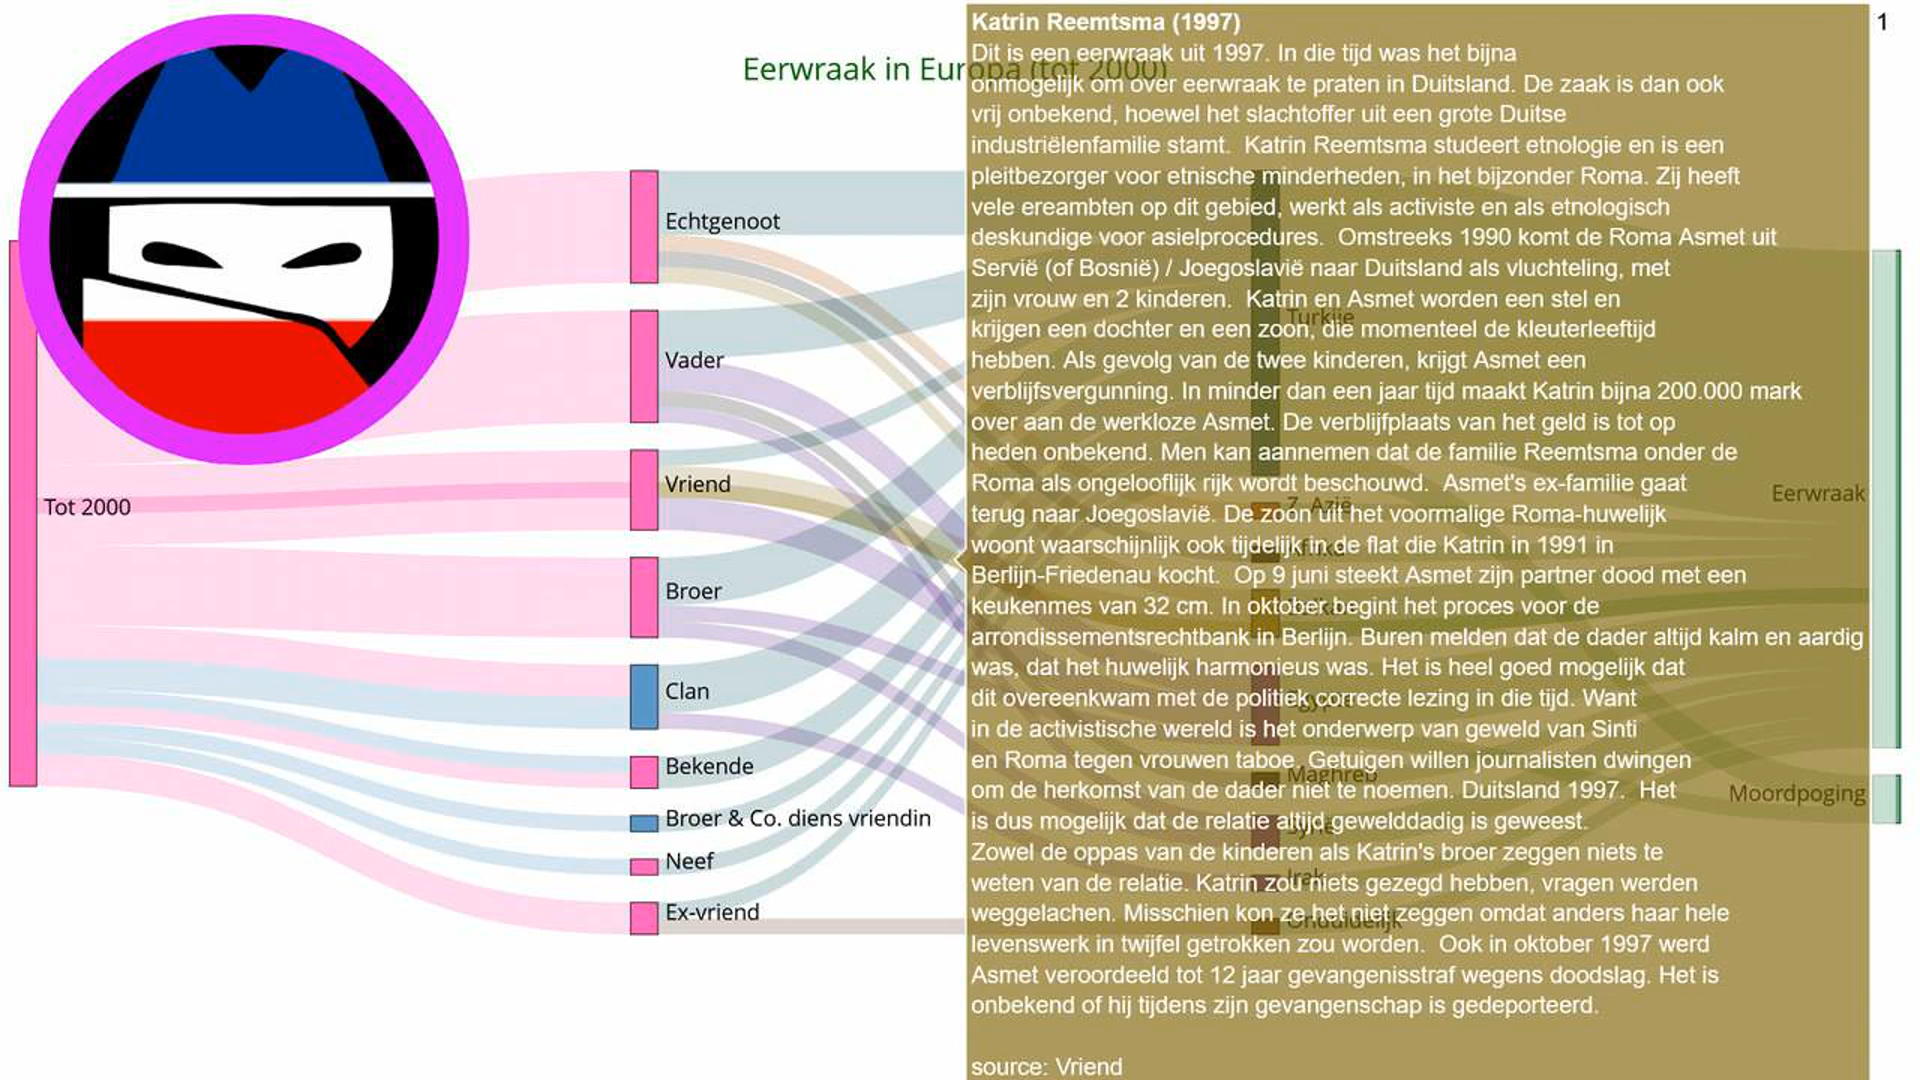 Eerwraak in Europa (tot 2000)
Tot 2000
Echtgenoot
Vader
Vriend
Broer
Clan
Bekende
Broer & Co. diens vriendin
Neef
Ex-vriend
Katrin Reemtsma (1997)
Dit is een eerwraak uit 1997. In die tijd was het bijna
onmogelijk om over eerwraak te praten in Duitsland. De zaak is dan ook
vrij onbekend, hoewel het slachtoffer uit een grote Duitse
industriëlenfamilie stamt. Katrin Reemtsma studeert etnologie en is een
pleitbezorger voor etnische minderheden, in het bijzonder Roma. Zij heeft
vele ereambten op dit gebied, werkt als activiste en als etnologisch
deskundige voor asielprocedures. Omstreeks 1990 komt de Roma Asmet uit
Servië (of Bosnië) / Joegoslavië naar Duitsland als vluchteling, met
zijn vrouw en 2 kinderen. Katrin en Asmet worden een stel en
krijgen een dochter en een zoon, die momenteel de kleuterleeftijd
hebben. Als gevolg van de twee kinderen, krijgt Asmet een
verblijfsvergunning. In minder dan een jaar tijd maakt Katrin bijna 200.000 mark
over aan de werkloze Asmet. De verblijfplaats van het geld is tot op
heden onbekend. Men kan aannemen dat de familie Reemtsma onder de
Roma als ongelooflijk rijk wordt beschouwd. Asmet's ex-familie gaat
terug naar Joegoslavië. De zoon uit het voormalige Roma-huwelijk
woont waarschijnlijk ook tijdelijk in de flat die Katrin in 1991 in
Berlijn-Friedenau kocht. Op 9 juni steekt Asmet zijn partner dood met een
keukenmes van 32 cm. In oktober begint het proces voor de
arrondissementsrechtbank in Berlijn. Buren melden dat de dader altijd kalm en aardig
was, dat het huwelijk harmonieus was. Het is heel goed mogelijk dat
dit overeenkwam met de politiek correcte lezing in die tijd. Want
in de activistische wereld is het onderwerp van geweld van Sinti
en Roma tegen vrouwen taboe. Getuigen willen journalisten dwingen
om de herkomst van de dader niet te noemen. Duitsland 1997. Het
is dus mogelijk dat de relatie altijd gewelddadig is geweest.
Zowel de oppas van de kinderen als Katrin's broer zeggen niets te
weten van de relatie. Katrin zou niets gezegd hebben, vragen werden
weggelachen. Misschien kon ze het niet zeggen omdat anders haar hele
levenswerk in twijfel getrokken zou worden. Ook in oktober 1997 werd
Asmet veroordeeld tot 12 jaar gevangenisstraf wegens doodslag. Het is
onbekend of hij tijdens zijn gevangenschap is gedeporteerd.
source: Vriend
Turkije
Z. Azië
Maghreb
Syrië
Irak
Onduidelijk
Eerwraak
Moordpoging
1